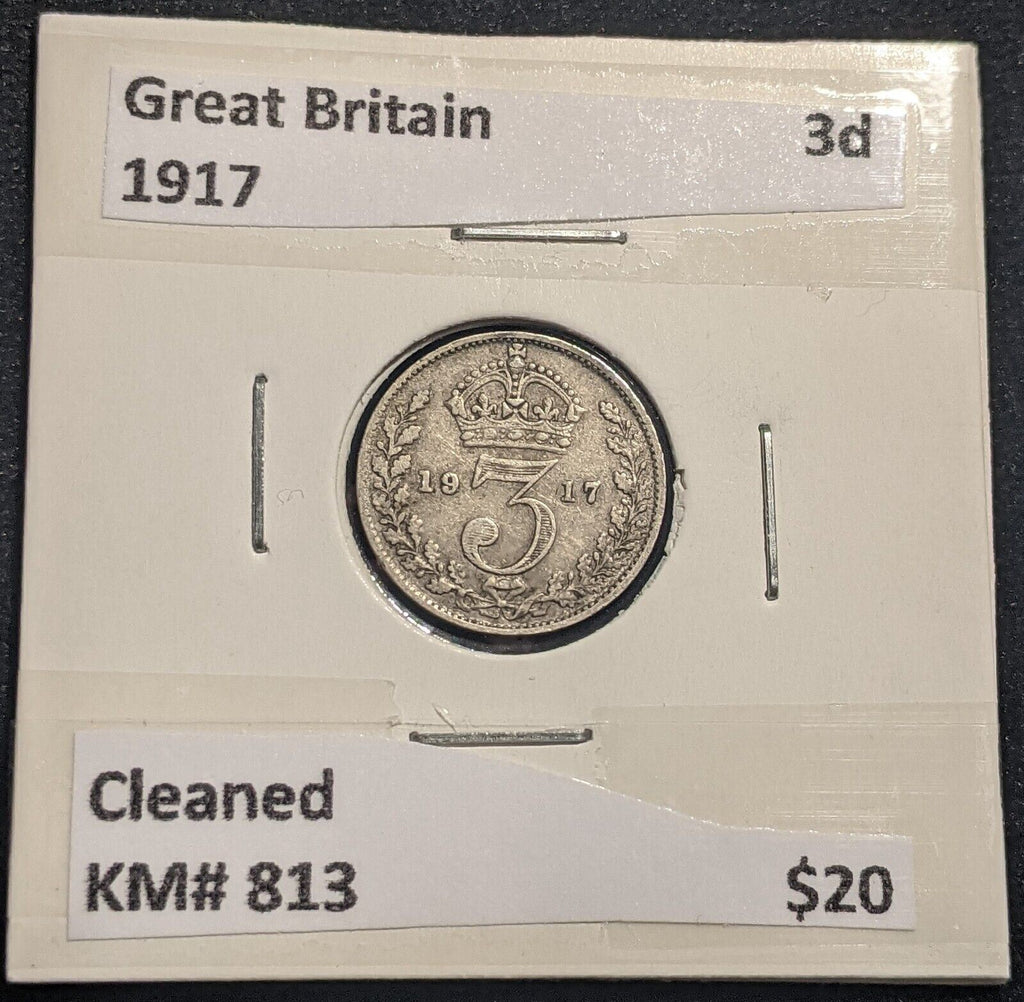 Great Britain 3d
1917
19 3 17
Cleaned
KM# 813 $20